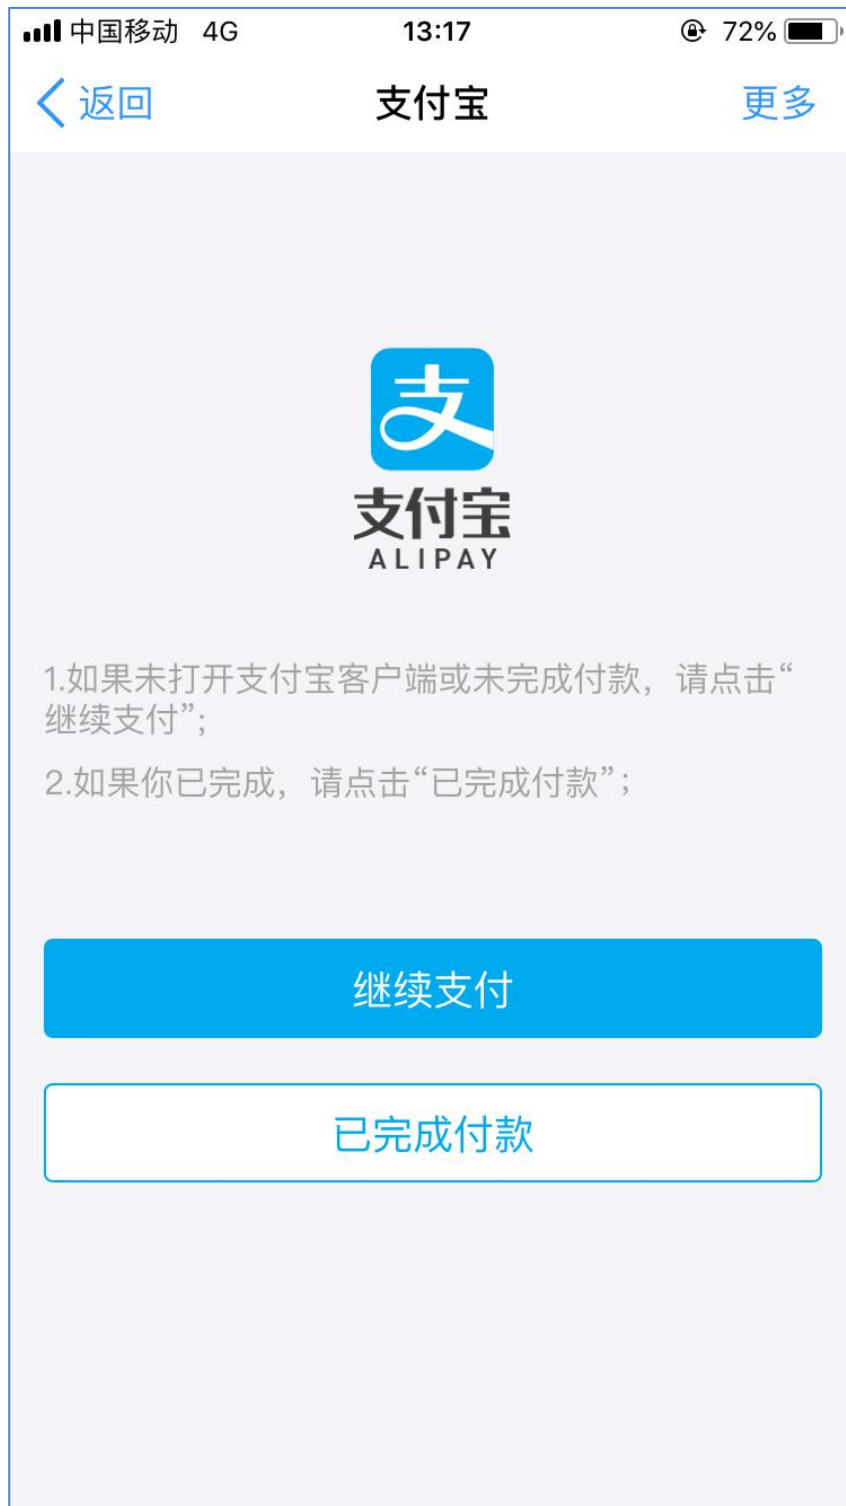 中国移动 4G 13:17 72%
返回 支付宝 更多
支
支付宝
ALIPAY
1.如果未打开支付宝客户端或未完成付款，请点击“
继续支付”;
2.如果你已完成，请点击“已完成付款”；
继续支付
已完成付款